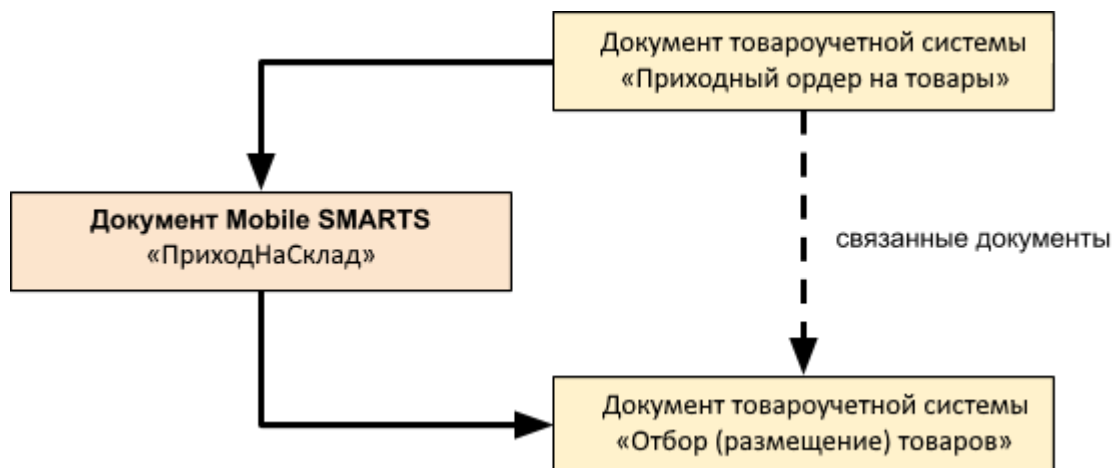 Документ товароучетной системы
«Приходный ордер на товары»
Документ Mobile SMARTS
«ПриходНаСклад»
связанные документы
Документ товароучетной системы
«Отбор (размещение) товаров»